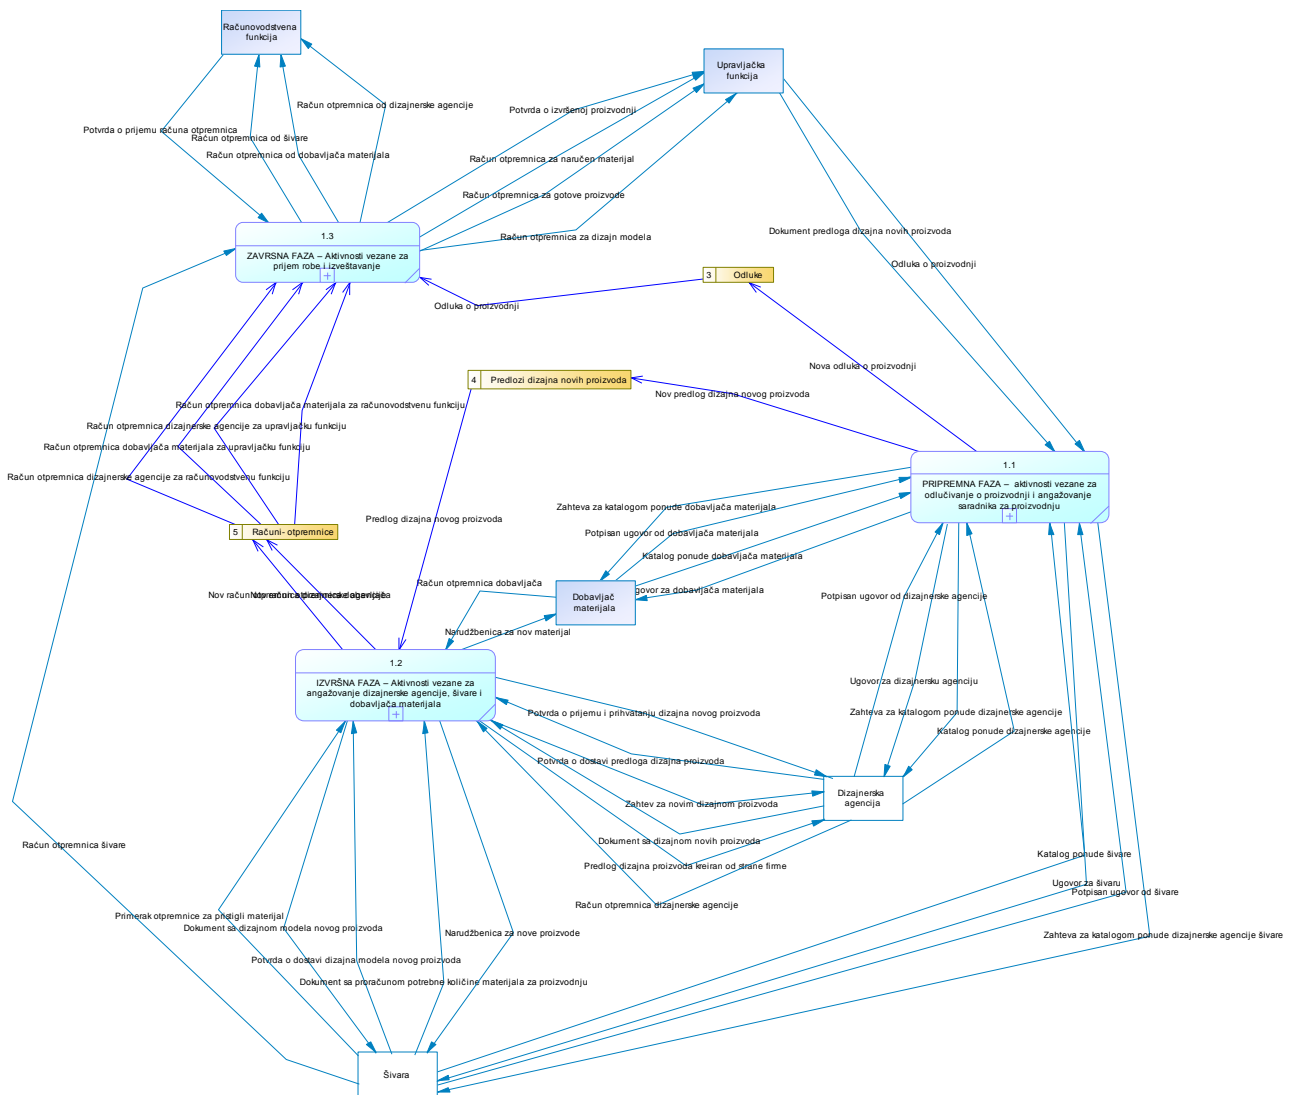 Računovodstvena
funkcija
Upravljačka
funkcija
Račun otpremnica od dizajnerske agencije
Potvrda o izvršenoj proizvodnji
Potvrda o prijemu računa otpremnica
Račun otpremnica od šivare
Račun otpremnica od dobavljača materijala
Račun otpremnica za naručen materijal
Račun otpremnica za gotove proizvode
Račun otpremnica za dizajn modela
Dokument predloga dizajna novih proizvoda
Odluka o proizvodnji
1.3
ZAVRSNA FAZA – Aktivnosti vezane za
prijem robe i izveštavanje
3 Odluke
Odluka o proizvodnji
Nova odluka o proizvodnji
4 Predlozi dizajna novih proizvoda
Nov predlog dizajna novog proizvoda
Račun otpremnica dobavljača materijala za računovodstvenu funkciju
Račun otpremnica dizajnerske agencije za upravljačku funkciju
Račun otpremnica dobavljača materijala za upravljačku funkciju
Račun otpremnica dizajnerske agencije za računovodstvenu funkciju
1.1
PRIPREMNA FAZA – aktivnosti vezane za
odlučivanje o proizvodnji i angažovanje
saradnika za proizvodnju
Zahteva za katalogom ponude dobavljača materijala
Predlog dizajna novog proizvoda
5 Računi- otpremnice
Potpisan ugovor od dobavljača materijala
Katalog ponude dobavljača materijala
Račun otpremnica dobavljača
govor za dobavljača materijala
Dobavljač
materijala
Potpisan ugovor od dizajnerske agencije
Narudžbenica za nov materijal
1.2
IZVRŠNA FAZA – Aktivnosti vezane za
angažovanje dizajnerske agencije, šivare i
dobavljača materijala
Ugovor za dizajnersku agenciju
Potvrda o prijemu i prihvatanju dizajna novog proizvoda
Zahteva za katalogom ponude dizajnerske agencije
Katalog ponude dizajnerske agencije
Potvrda o dostavi predloga dizajna proizvoda
Dizajnerska
agencija
Zahtev za novim dizajnom proizvoda
Dokument sa dizajnom novih proizvoda
Predlog dizajna proizvoda kreiran od strane firme
Račun otpremnica dizajnerske agencije
Račun otpremnica šivare
Katalog ponude šivare
Ugovor za šivaru
Potpisan ugovor od šivare
Primerak otpremnice za pristigli materijal
Dokument sa dizajnom modela novog proizvoda
Narudžbenica za nove proizvode
Zahteva za katalogom ponude dizajnerske agencije šivare
Potvrda o dostavi dizajna modela novog proizvoda
Dokument sa proračunom potrebne količine materijala za proizvodnju
Šivara